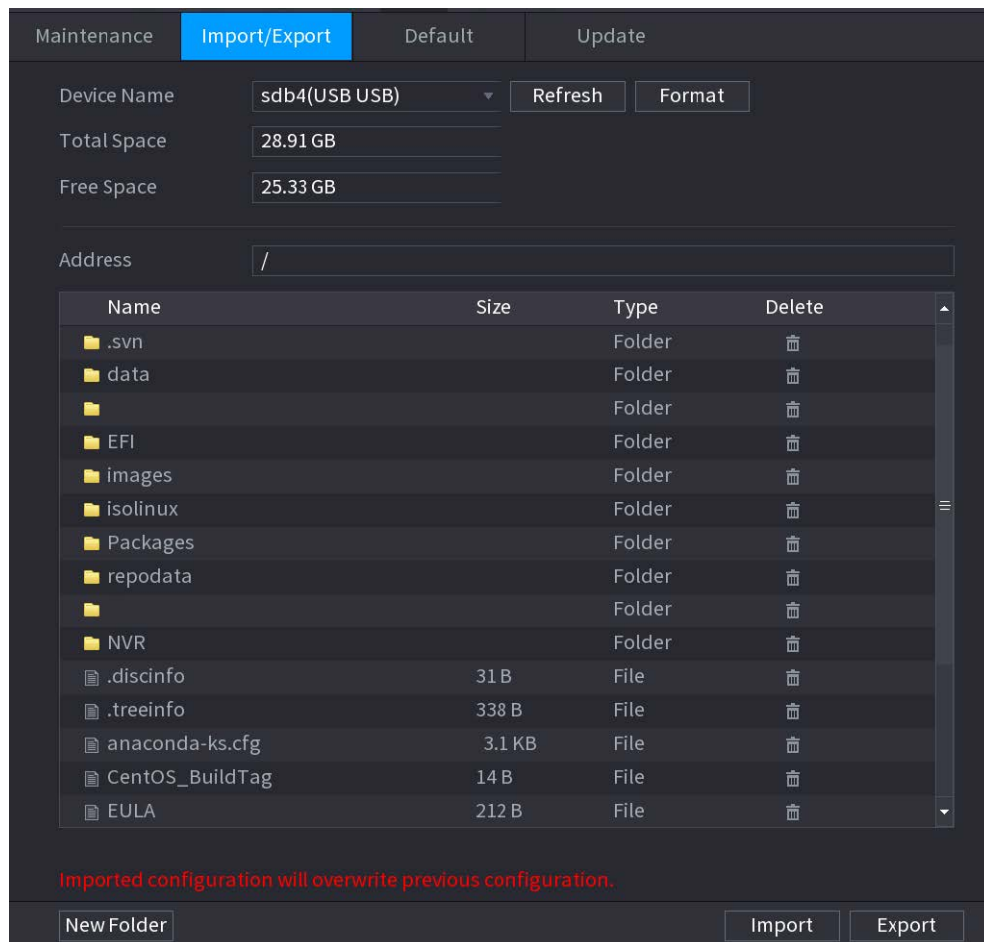 Maintenance Import/Export Default Update
Device Name sdb4(USB USB) Refresh Format
Total Space 28.91 GB
Free Space 25.33 GB
Address /
Name Size Type Delete
.svn Folder
data Folder
Folder
EFI Folder
images Folder
isolinux Folder
Packages Folder
repodata Folder
Folder
NVR Folder
.discinfo 31 B File
.treeinfo 338 B File
anaconda-ks.cfg 3.1 KB File
CentOS_BuildTag 14 B File
EULA 212 B File
Imported configuration will overwrite previous configuration.
New Folder Import Export